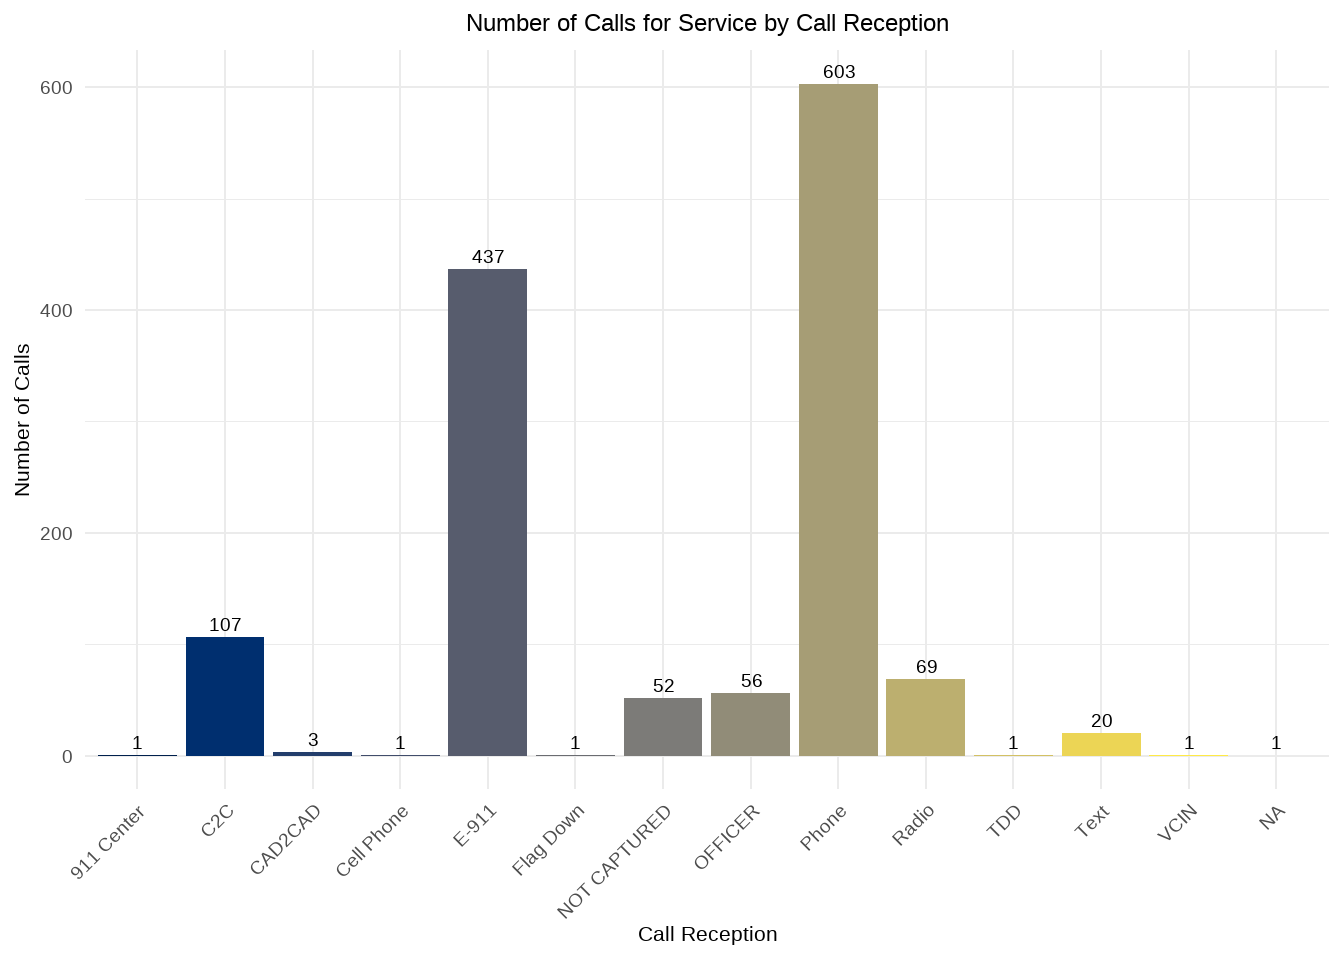 Number of Calls for Service by Call Reception
Number of Calls
600
400
200
0
1
107
3
1
437
1
52
56
603
69
1
20
1
1
911 Center
C2C
CAD2CAD
Cell Phone
E-911
Flag Down
NOT CAPTURED
OFFICER
Phone
Radio
TDD
Text
VCIN
NA
Call Reception